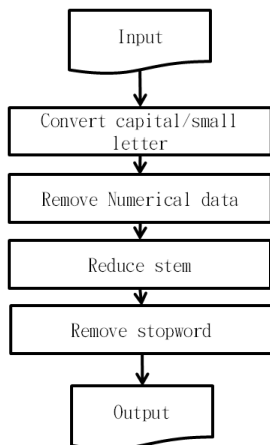 Input
Convert capital/small
letter
Remove Numerical data
Reduce stem
Remove stopword
Output